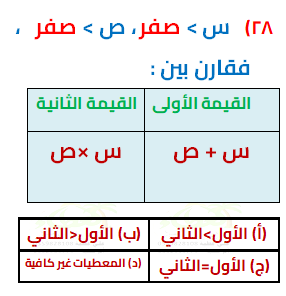 ٢٨) س > صفر، ص > صفر ،
فقارن بين :
القيمة الأولى القيمة الثانية
س + ص س ×ص
(أ) الأول>الثاني (ب) الأول<الثاني
(ج) الأول=الثاني (د) المعطيات غير كافية